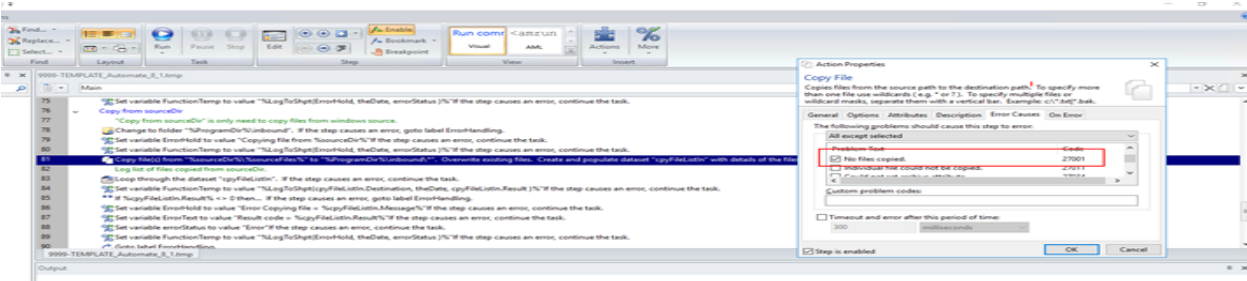 Find... -
Replace... -
Select... -
Find
Layout
Run
Pause
Stop
Task
Edit
Enable
Bookmark -
Breakpoint
Step
Run comr
Visual
<amrun
AML
View
Actions
More
Insert
9999-TEMPLATE_Automate_8_1.tmp
Main
75 Set variable FunctionTemp to value "%LogToShpt(ErrorHold, theDate, errorStatus )%"If the step causes an error, continue the task.
76 Copy from sourceDir
77 "Copy from sourceDir" is only need to copy files from windows source.
78 Change to folder "%ProgramDir%\inbound". If the step causes an error, goto label ErrorHandling.
79 Set variable ErrorHold to value "Copying file from %sourceDir%"If the step causes an error, continue the task.
80 Set variable FunctionTemp to value "%LogToShpt(ErrorHold, theDate, errorStatus )%"If the step causes an error, continue the task.
81 Copy file(s) from "%sourceDir%\%sourceFiles%" to "%ProgramDir%\inbound\*". Overwrite existing files. Create and populate dataset "cpyFileListIn" with details of the files
82 Log list of files copied from sourceDir.
83 Loop through the dataset "cpyFileListIn". If the step causes an error, continue the task.
84 Set variable FunctionTemp to value "%LogToShpt(cpyFileListIn.Destination, theDate, cpyFileListIn.Result )%"If the step causes an error, continue the task.
85 If %cpyFileListIn.Result% <> 0 then... If the step causes an error, goto label ErrorHandling.
86 Set variable ErrorHold to value "Error Copying file = %cpyFileListIn.Message%"If the step causes an error, continue the task.
87 Set variable ErrorText to value "Result code = %cpyFileListIn.Result%"If the step causes an error, continue the task.
88 Set variable errorStatus to value "Error"If the step causes an error, continue the task.
89 Set variable FunctionTemp to value "%LogToShpt(ErrorHold, theDate, errorStatus )%"If the step causes an error, continue the task.
90 Goto label ErrorHandling.
9999-TEMPLATE_Automate_8_1.tmp
Output
Action Properties
Copy File
Copies files from the source path to the destination path. To specify more
than one file use wildcards ( e.g. * or ? ). To specify multiple files or
wildcard masks, separate them with a vertical bar. Example: c:\*.txt|*.bak.
General Options Attributes Description Error Causes On Error
The following problems should cause this step to error:
All except selected
Problem Text Code
No files copied. 27001
Individual file could not be copied. 27011
Custom problem codes:
Timeout and error after this period of time:
300 milliseconds
Step is enabled
OK
Cancel